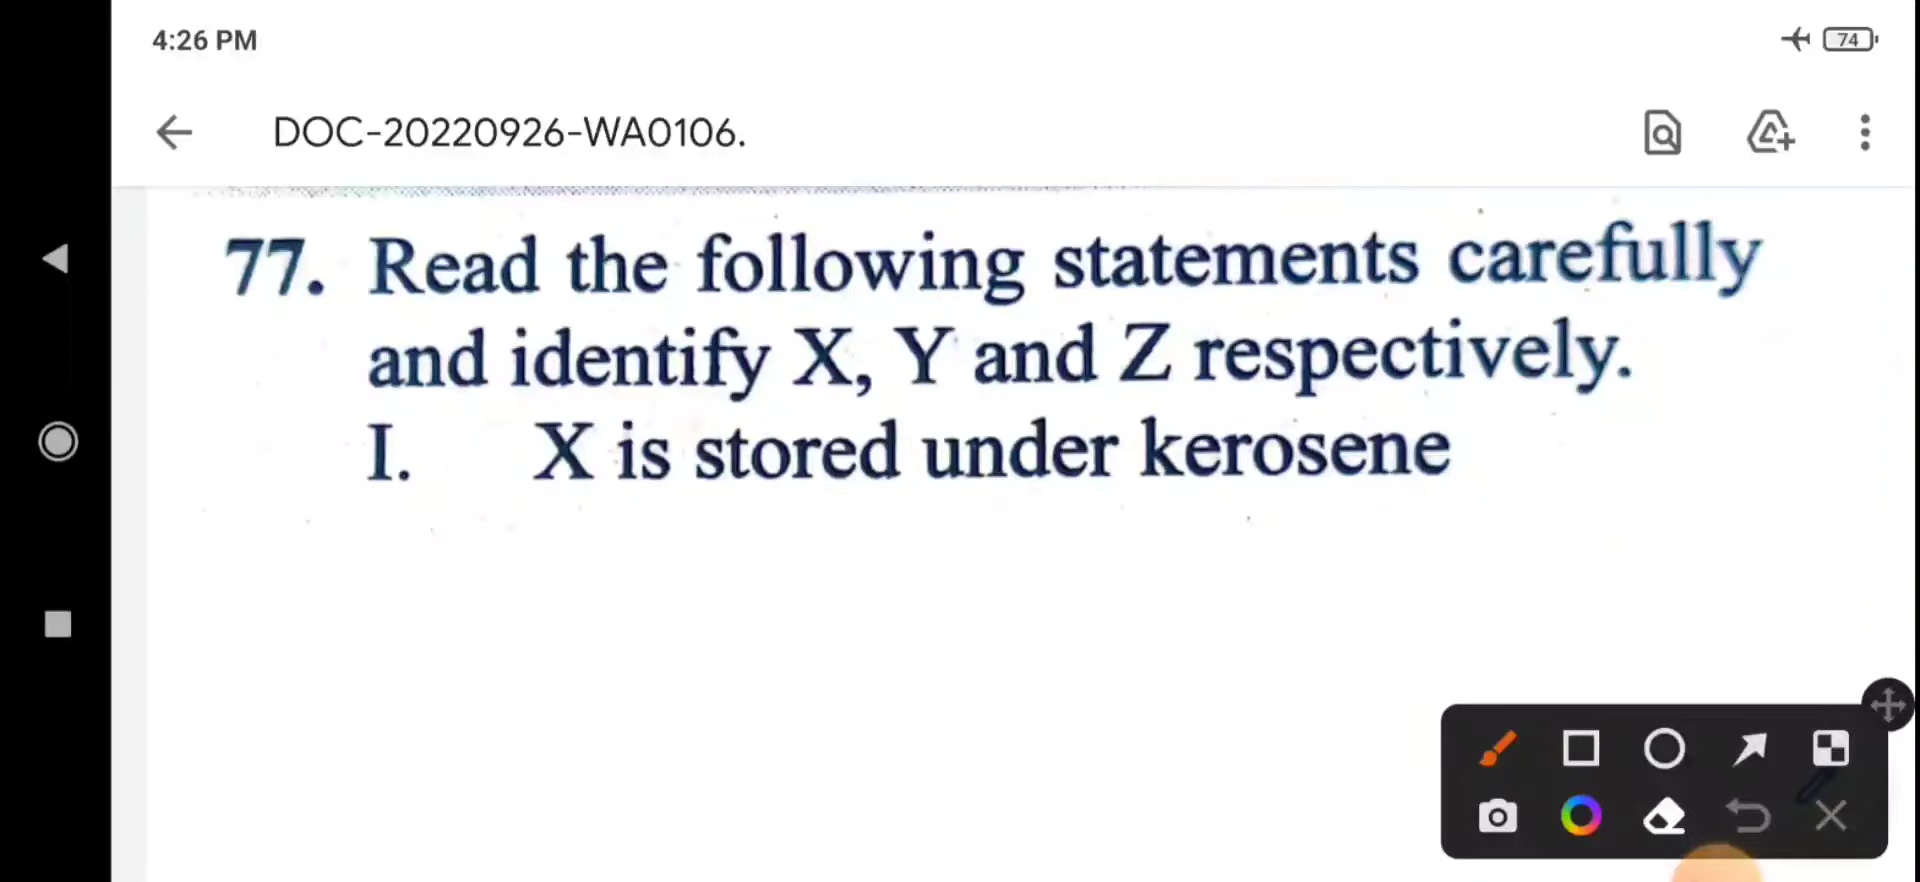 4:26 PM
74
DOC-20220926-WA0106.
77. Read the following statements carefully
and identify X, Y and Z respectively.
I. X is stored under kerosene